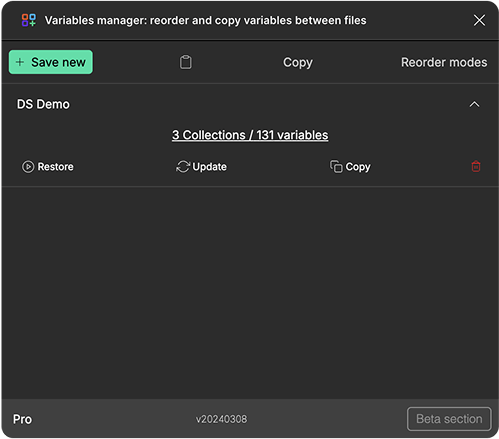 Variables manager: reorder and copy variables between files
+ Save new Copy Reorder modes
DS Demo
3 Collections / 131 variables
Restore Update Copy
Pro v20240308 Beta section